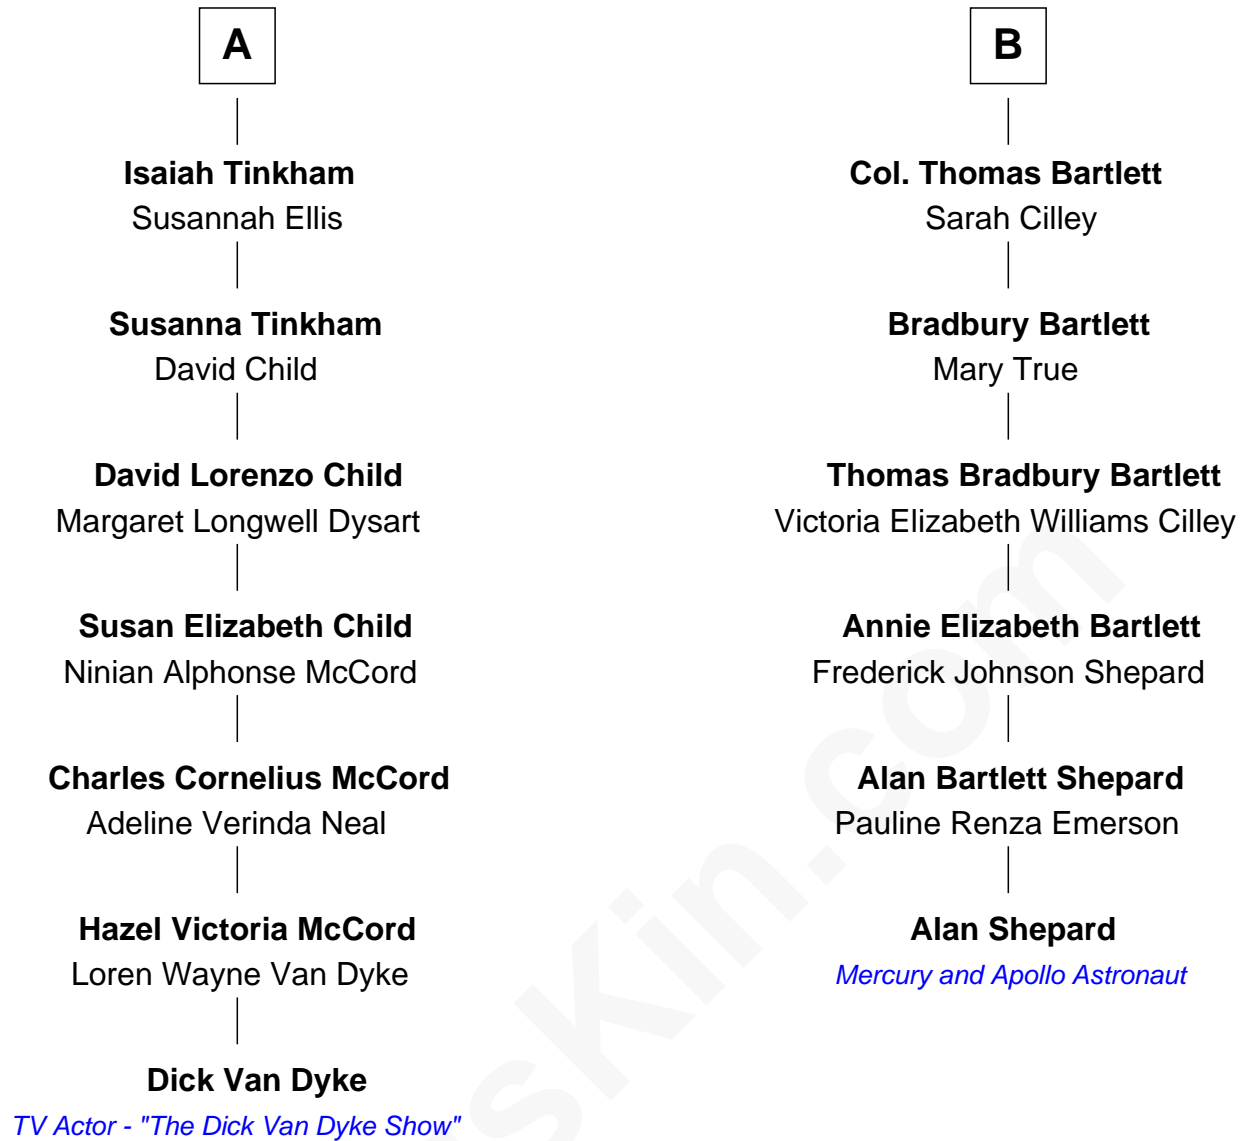 A
Isaiah Tinkham
Susannah Ellis
Susanna Tinkham
David Child
David Lorenzo Child
Margaret Longwell Dysart
Susan Elizabeth Child
Ninian Alphonse McCord
Charles Cornelius McCord
Adeline Verinda Neal
Hazel Victoria McCord
Loren Wayne Van Dyke
Dick Van Dyke
TV Actor - "The Dick Van Dyke Show"
B
Col. Thomas Bartlett
Sarah Cilley
Bradbury Bartlett
Mary True
Thomas Bradbury Bartlett
Victoria Elizabeth Williams Cilley
Annie Elizabeth Bartlett
Frederick Johnson Shepard
Alan Bartlett Shepard
Pauline Renza Emerson
Alan Shepard
Mercury and Apollo Astronaut
sKin.com